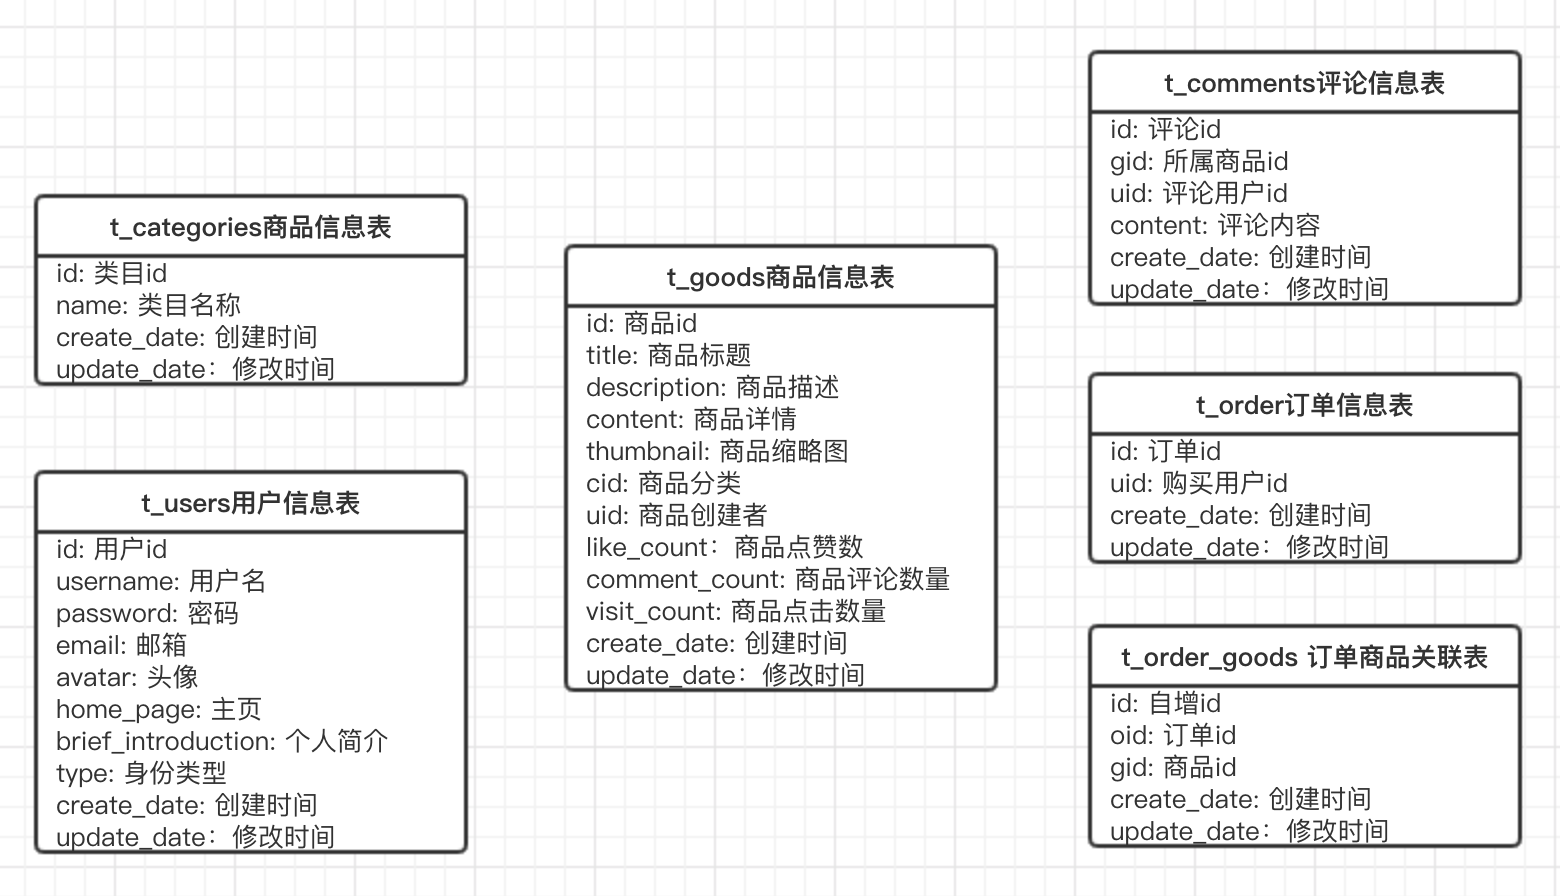 t_categories商品信息表
id: 类目id
name: 类目名称
create_date: 创建时间
update_date：修改时间
t_users用户信息表
id: 用户id
username: 用户名
password: 密码
email: 邮箱
avatar: 头像
home_page: 主页
brief_introduction: 个人简介
type: 身份类型
create_date: 创建时间
update_date：修改时间
t_goods商品信息表
id: 商品id
title: 商品标题
description: 商品描述
content: 商品详情
thumbnail: 商品缩略图
cid: 商品分类
uid: 商品创建者
like_count：商品点赞数
comment_count: 商品评论数量
visit_count: 商品点击数量
create_date: 创建时间
update_date：修改时间
t_comments评论信息表
id: 评论id
gid: 所属商品id
uid: 评论用户id
content: 评论内容
create_date: 创建时间
update_date：修改时间
t_order订单信息表
id: 订单id
uid: 购买用户id
create_date: 创建时间
update_date：修改时间
t_order_goods 订单商品关联表
id: 自增id
oid: 订单id
gid: 商品id
create_date: 创建时间
update_date：修改时间